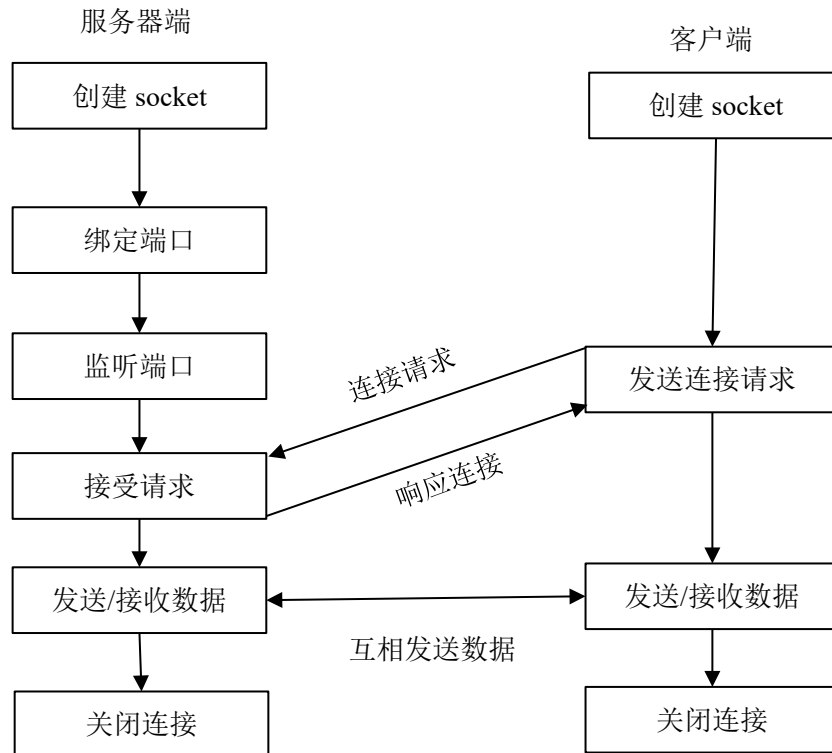 服务器端
创建 socket
绑定端口
监听端口
接受请求
发送/接收数据
关闭连接
连接请求
响应连接
互相发送数据
客户端
创建 socket
发送连接请求
发送/接收数据
关闭连接